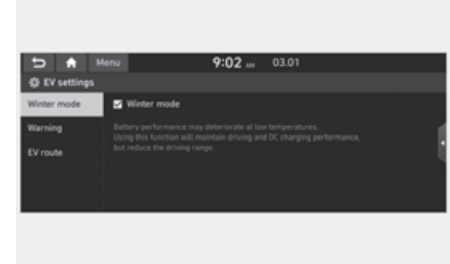 Menu
9:02 AM 03.01
EV settings
Winter mode
Winter mode
Battery performance may deteriorate at low temperatures.
Using this function will maintain driving and DC charging performance,
but reduce the driving range.
Warning
EV route